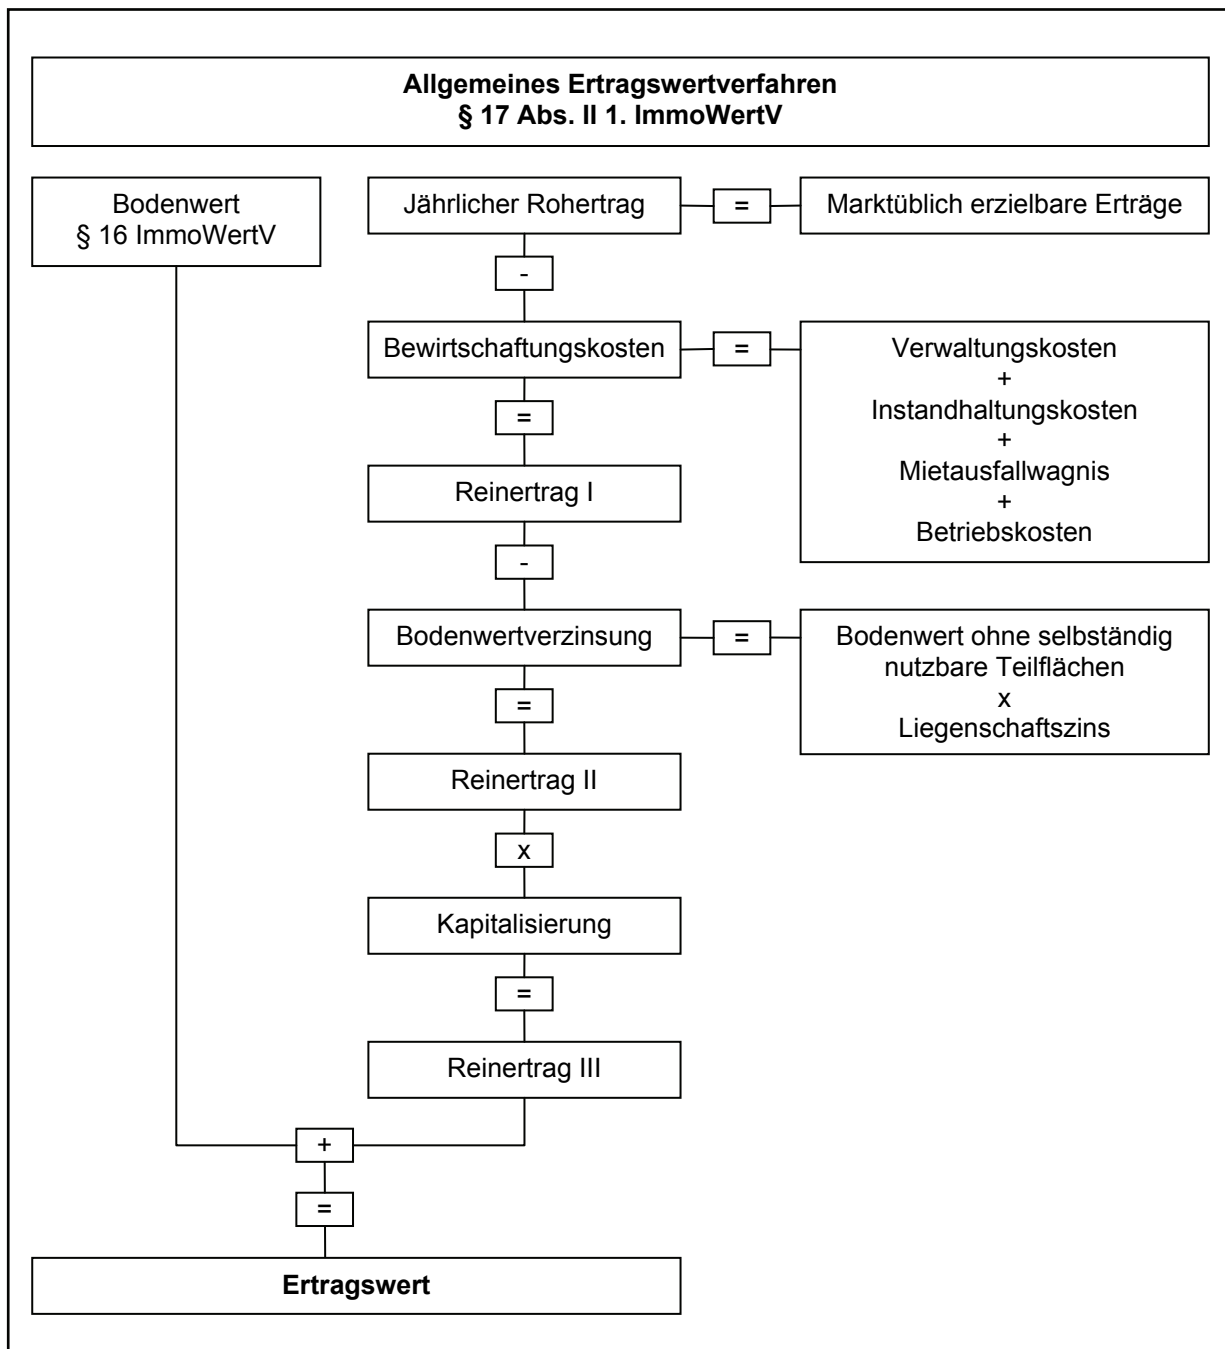 Allgemeines Ertragswertverfahren
§ 17 Abs. II 1. ImmoWertV
Bodenwert
§ 16 ImmoWertV
Jährlicher Rohertrag
=
Marktüblich erzielbare Erträge
-
Bewirtschaftungskosten
=
Verwaltungskosten
+
Instandhaltungskosten
+
Mietausfallwagnis
+
Betriebskosten
=
Reinertrag I
-
Bodenwertverzinsung
=
Bodenwert ohne selbständig
nutzbare Teilflächen
x
Liegenschaftszins
=
Reinertrag II
x
Kapitalisierung
=
Reinertrag III
+
=
Ertragswert